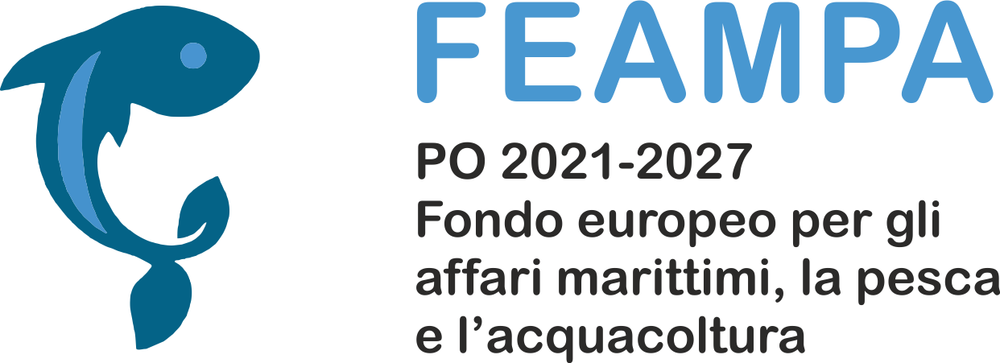 FEAMPA
PO 2021-2027
Fondo europeo per gli
affari marittimi, la pesca
e l’acquacoltura